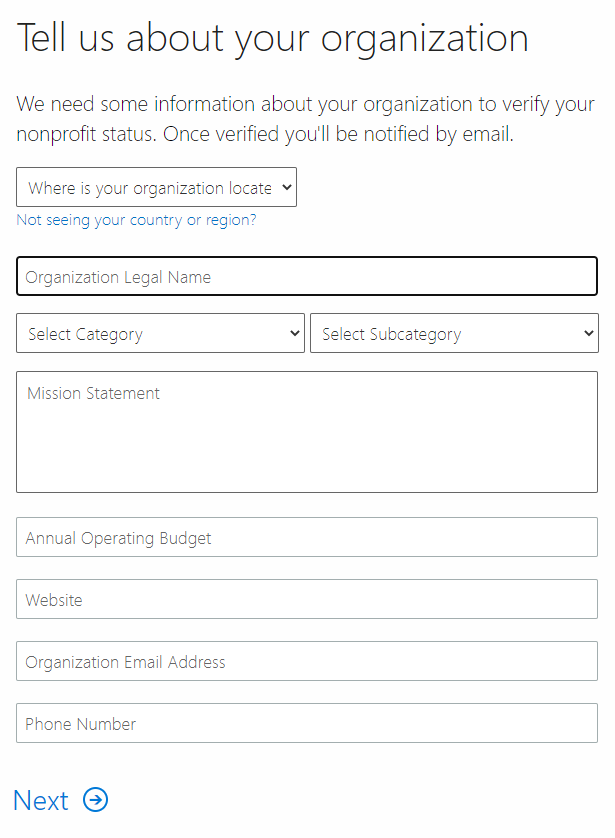 Tell us about your organization
We need some information about your organization to verify your
nonprofit status. Once verified you'll be notified by email.
Where is your organization locate
Not seeing your country or region?
Organization Legal Name
Select Category
Select Subcategory
Mission Statement
Annual Operating Budget
Website
Organization Email Address
Phone Number
Next